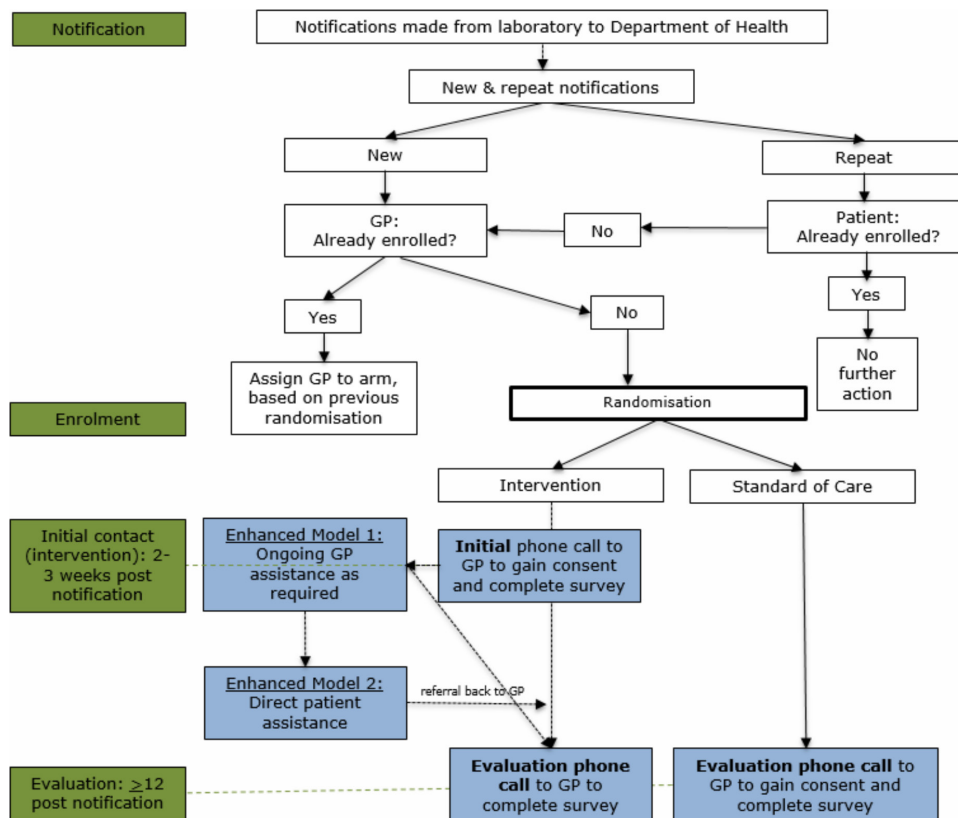 Notification
Notifications made from laboratory to Department of Health
New & repeat notifications
New
Repeat
GP:
Already enrolled?
No
Patient:
Already enrolled?
Yes
No
Yes
Assign GP to arm,
based on previous
randomisation
No
further
action
Enrolment
Randomisation
Intervention
Standard of Care
Initial contact
(intervention): 2-
3 weeks post
notification
Enhanced Model 1:
Ongoing GP
assistance as
required
Initial phone call to
GP to gain consent
and complete survey
Enhanced Model 2:
Direct patient
assistance
referral back to GP
Evaluation: ≥12
post notification
Evaluation phone
call to GP to
complete survey
Evaluation phone call to
GP to gain consent and
complete survey